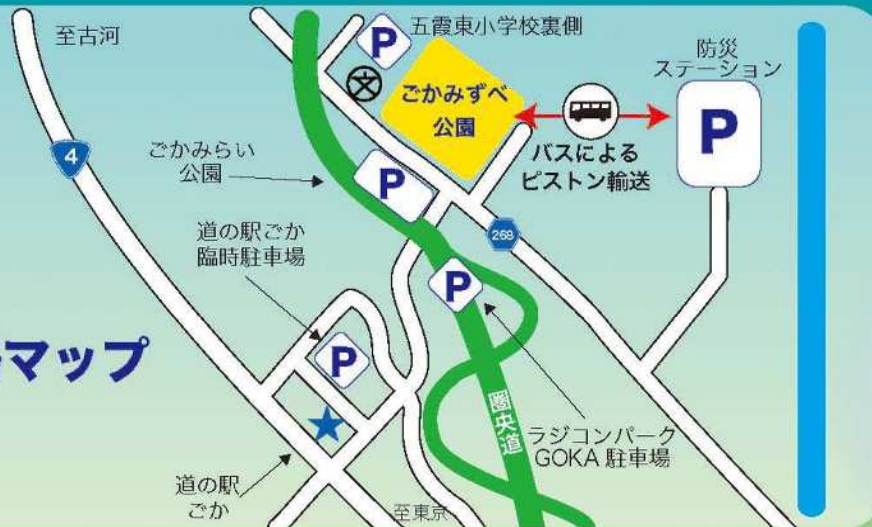 至古河
P
五霞東小学校裏側
防災
ステーション
P
ごかみずべ
公園
バスによる
ピストン輸送
4
ごかみらい
公園
P
268
道の駅ごか
臨時駐車場
P
P
マップ
圏央道
ラジコンパーク
GOKA 駐車場
道の駅
ごか
至東京